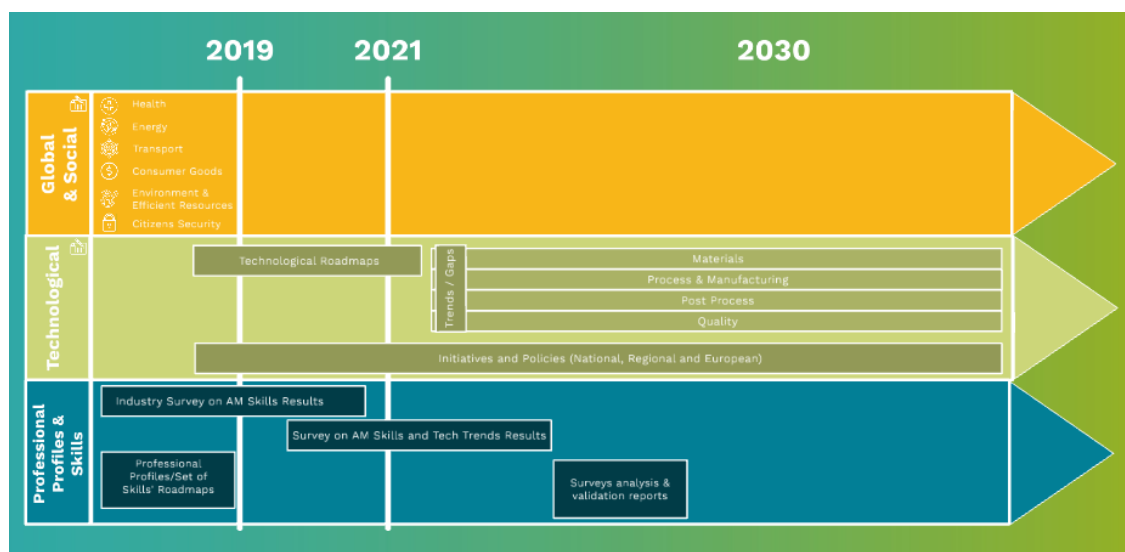 2019
2021
2030
Global
& Social
Health
Energy
Transport
Consumer Goods
Environment &
Efficient Resources
Citizens Security
Technological
Technological Roadmaps
Trends / Gaps
Materials
Process & Manufacturing
Post Process
Quality
Initiatives and Policies (National, Regional and European)
Professional
Profiles &
Skills
Industry Survey on AM Skills Results
Survey on AM Skills and Tech Trends Results
Professional
Profiles/Set of
Skills' Roadmaps
Surveys analysis &
validation reports